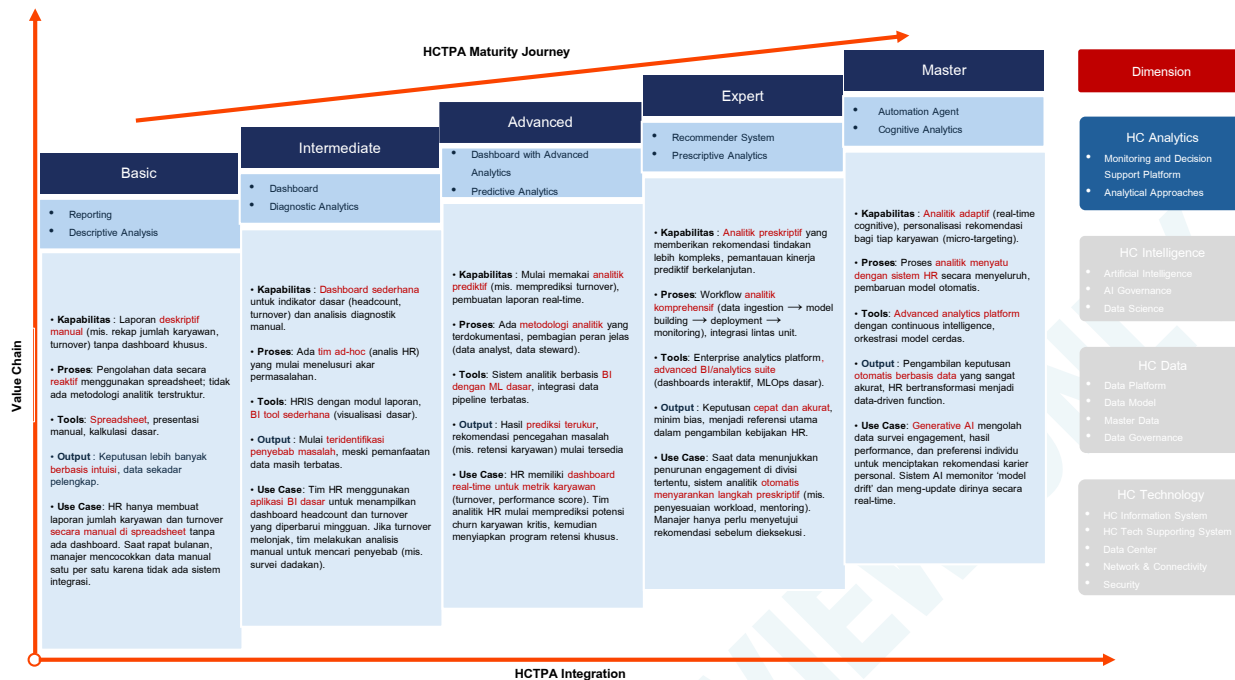 HCTPA Maturity Journey
Value Chain
HCTPA Integration
Basic
• Reporting
• Descriptive Analysis
• Kapabilitas : Laporan deskriptif
manual (mis. rekap jumlah karyawan,
turnover) tanpa dashboard khusus.
• Proses: Pengolahan data secara
reaktif menggunakan spreadsheet; tidak
ada metodologi analitik terstruktur.
• Tools: Spreadsheet, presentasi
manual, kalkulasi dasar.
• Output: Keputusan lebih banyak
berbasis intuisi, data sekadar
pelengkap.
• Use Case: HR hanya membuat
laporan jumlah karyawan dan turnover
secara manual di spreadsheet tanpa
ada dashboard. Saat rapat bulanan,
manajer mencocokkan data manual
satu per satu karena tidak ada sistem
integrasi.
Intermediate
• Dashboard
• Diagnostic Analytics
• Kapabilitas: Dashboard sederhana
untuk indikator dasar (headcount,
turnover) dan analisis diagnostik
manual.
• Proses: Ada tim ad-hoc (analis HR)
yang mulai menelusuri akar
permasalahan.
• Tools: HRIS dengan modul laporan,
BI tool sederhana (visualisasi dasar).
• Output: Mulai teridentifikasi
penyebab masalah, meski pemanfaatan
data masih terbatas.
• Use Case: Tim HR menggunakan
aplikasi BI dasar untuk menampilkan
dashboard headcount dan turnover
yang diperbarui mingguan. Jika turnover
melonjak, tim melakukan analisis
manual untuk mencari penyebab (mis.
survei dadakan).
Advanced
• Dashboard with Advanced
Analytics
• Predictive Analytics
• Kapabilitas : Mulai memakai analitik
prediktif (mis. memprediksi turnover),
pembuatan laporan real-time.
• Proses: Ada metodologi analitik yang
terdokumentasi, pembagian peran jelas
(data analyst, data steward).
• Tools: Sistem analitik berbasis BI
dengan ML dasar, integrasi data
pipeline terbatas.
• Output: Hasil prediksi terukur,
rekomendasi pencegahan masalah
(mis. retensi karyawan) mulai tersedia
• Use Case: HR memiliki dashboard
real-time untuk metrik karyawan
(turnover, performance score). Tim
analitik HR mulai memprediksi potensi
churn karyawan kritis, kemudian
menyiapkan program retensi khusus.
Expert
• Recommender System
• Prescriptive Analytics
• Kapabilitas: Analitik preskriptif yang
memberikan rekomendasi tindakan
lebih kompleks, pemantauan kinerja
prediktif berkelanjutan.
• Proses: Workflow analitik
komprehensif (data ingestion → model
building → deployment →
monitoring), integrasi lintas unit.
• Tools: Enterprise analytics platform,
advanced BI/analytics suite
(dashboards interaktif, MLOps dasar).
• Output: Keputusan cepat dan akurat,
minim bias, menjadi referensi utama
dalam pengambilan kebijakan HR.
• Use Case: Saat data menunjukkan
penurunan engagement di divisi
tertentu, sistem analitik otomatis
menyarankan langkah preskriptif (mis.
penyesuaian workload, mentoring).
Manajer hanya perlu menyetujui
rekomendasi sebelum dieksekusi.
Master
• Automation Agent
• Cognitive Analytics
• Kapabilitas : Analitik adaptif (real-time
cognitive), personalisasi rekomendasi
bagi tiap karyawan (micro-targeting).
• Proses: Proses analitik menyatu
dengan sistem HR secara menyeluruh,
pembaruan model otomatis.
• Tools: Advanced analytics platform
dengan continuous intelligence,
orkestrasi model cerdas.
• Output: Pengambilan keputusan
otomatis berbasis data yang sangat
akurat, HR bertransformasi menjadi
data-driven function.
• Use Case: Generative AI mengolah
data survei engagement, hasil
performance, dan preferensi individu
untuk menciptakan rekomendasi karier
personal. Sistem AI memonitor ‘model
drift’ dan meng-update dirinya secara
real-time.
Dimension
HC Analytics
• Monitoring and Decision
Support Platform
• Analytical Approaches
HC Intelligence
• Artificial Intelligence
• AI Governance
• Data Science
HC Data
• Data Platform
• Data Model
• Master Data
• Data Governance
HC Technology
• HC Information System
• HC Tech Supporting System
• Data Center
• Network & Connectivity
• Security